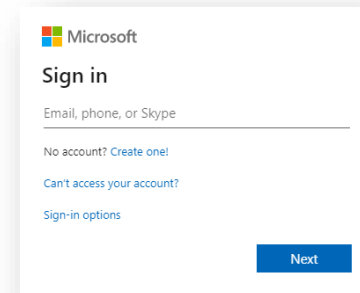 Microsoft
Sign in
Email, phone, or Skype
No account? Create one!
Can't access your account?
Sign-in options
Next